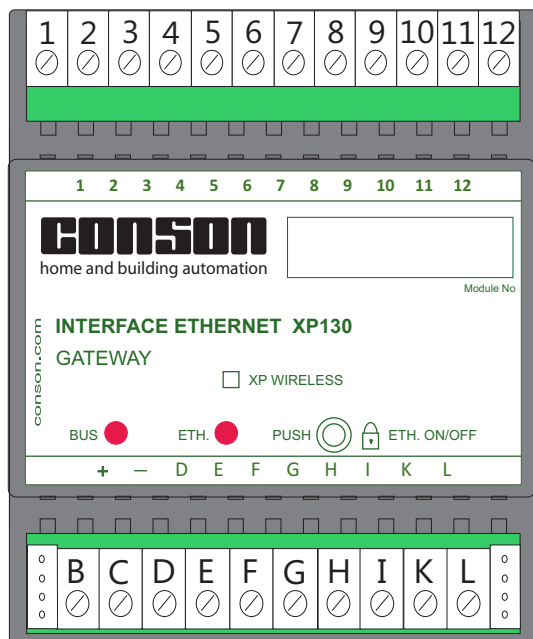 1 2 3 4 5 6 7 8 9 10 11 12
1 2 3 4 5 6 7 8 9 10 11 12
conson
home and building automation
Module No
conson.com
INTERFACE ETHERNET XP130
GATEWAY
XP WIRELESS
BUS ETH. PUSH ETH. ON/OFF
+ – D E F G H I K L
B C D E F G H I K L